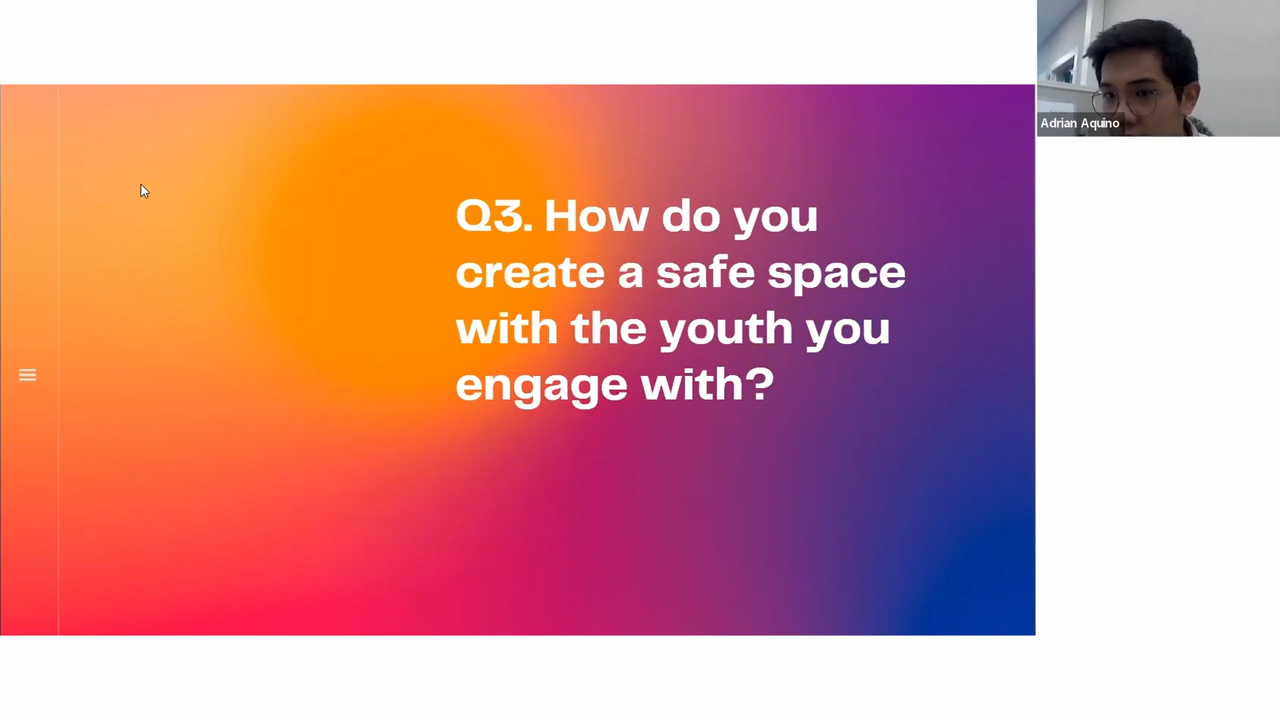 Q3. How do you
create a safe space
with the youth you
engage with?
Adrian Aquino